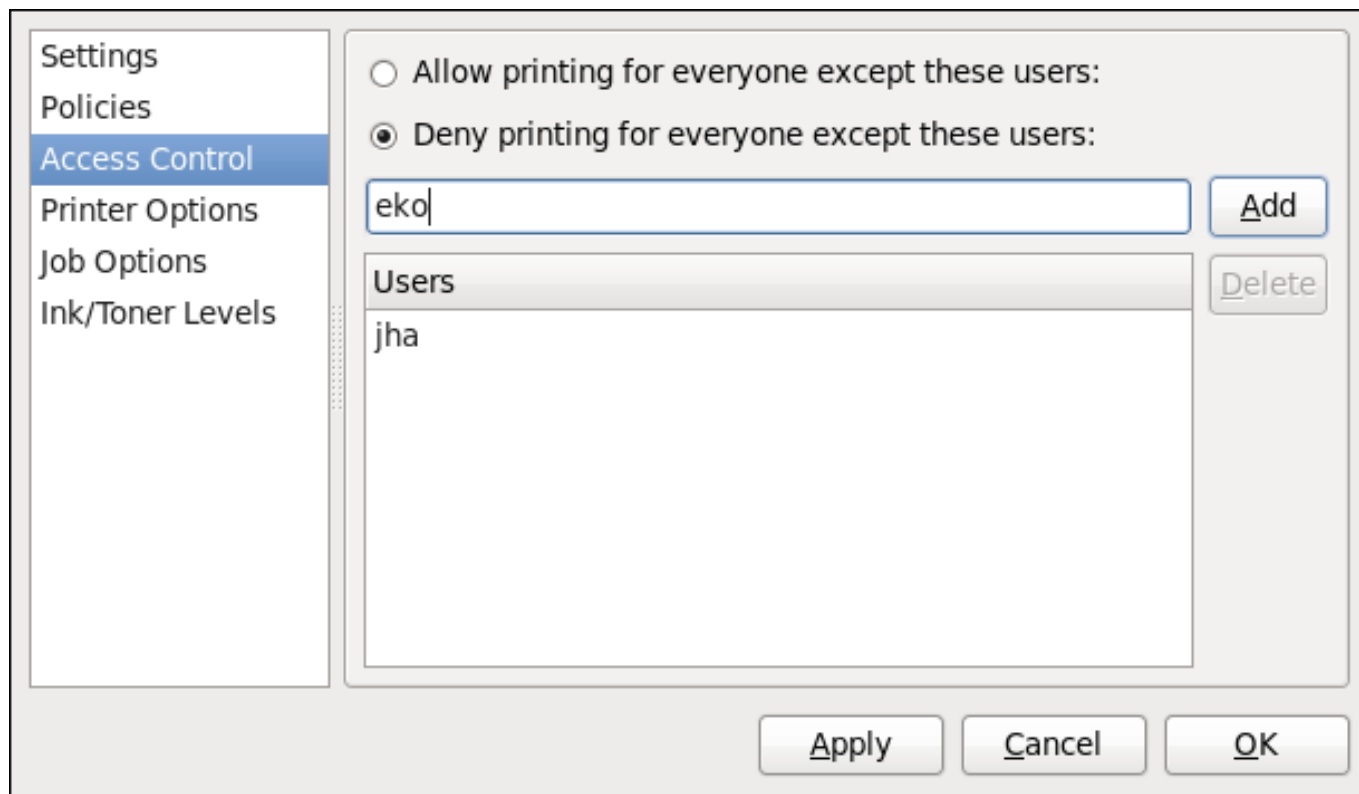 Settings
Policies
Access Control
Printer Options
Job Options
Ink/Toner Levels
Allow printing for everyone except these users:
Deny printing for everyone except these users:
eko
Add
Users
Delete
jha
Apply
Cancel
OK